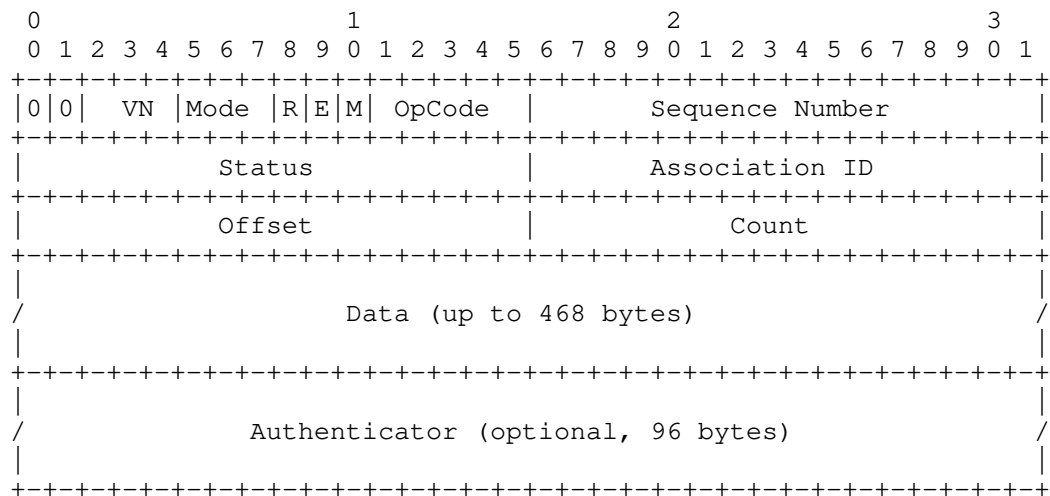 0                   1                   2                   3
 0 1 2 3 4 5 6 7 8 9 0 1 2 3 4 5 6 7 8 9 0 1 2 3 4 5 6 7 8 9 0 1
+-+-+-+-+-+-+-+-+-+-+-+-+-+-+-+-+-+-+-+-+-+-+-+-+-+-+-+-+-+-+-+-+
|0|0|  VN |Mode |R|E|M| OpCode  |       Sequence Number         |
+-+-+-+-+-+-+-+-+-+-+-+-+-+-+-+-+-+-+-+-+-+-+-+-+-+-+-+-+-+-+-+-+
|            Status             |       Association ID          |
+-+-+-+-+-+-+-+-+-+-+-+-+-+-+-+-+-+-+-+-+-+-+-+-+-+-+-+-+-+-+-+-+
|            Offset             |            Count              |
+-+-+-+-+-+-+-+-+-+-+-+-+-+-+-+-+-+-+-+-+-+-+-+-+-+-+-+-+-+-+-+-+
|                                                               |
/                    Data (up to 468 bytes)                     /
|                                                               |
+-+-+-+-+-+-+-+-+-+-+-+-+-+-+-+-+-+-+-+-+-+-+-+-+-+-+-+-+-+-+-+-+
|                                                               |
/              Authenticator (optional, 96 bytes)               /
|                                                               |
+-+-+-+-+-+-+-+-+-+-+-+-+-+-+-+-+-+-+-+-+-+-+-+-+-+-+-+-+-+-+-+-+